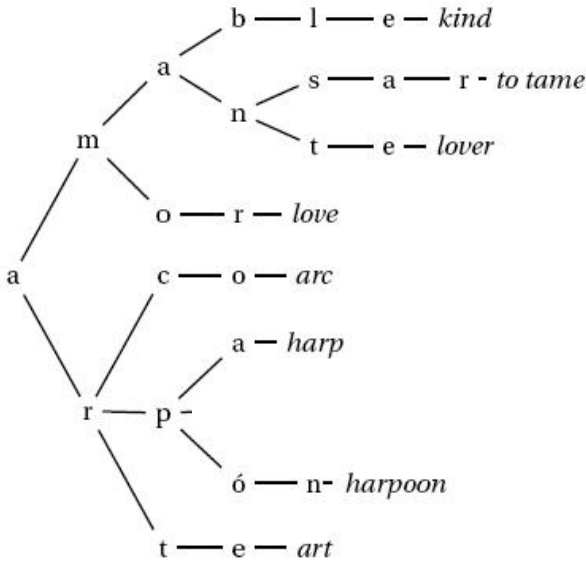 b l e kind
a
s a r to tame
n
m
t e lover
o r love
a
c o arc
a harp
r p
ó n harpoon
t e art